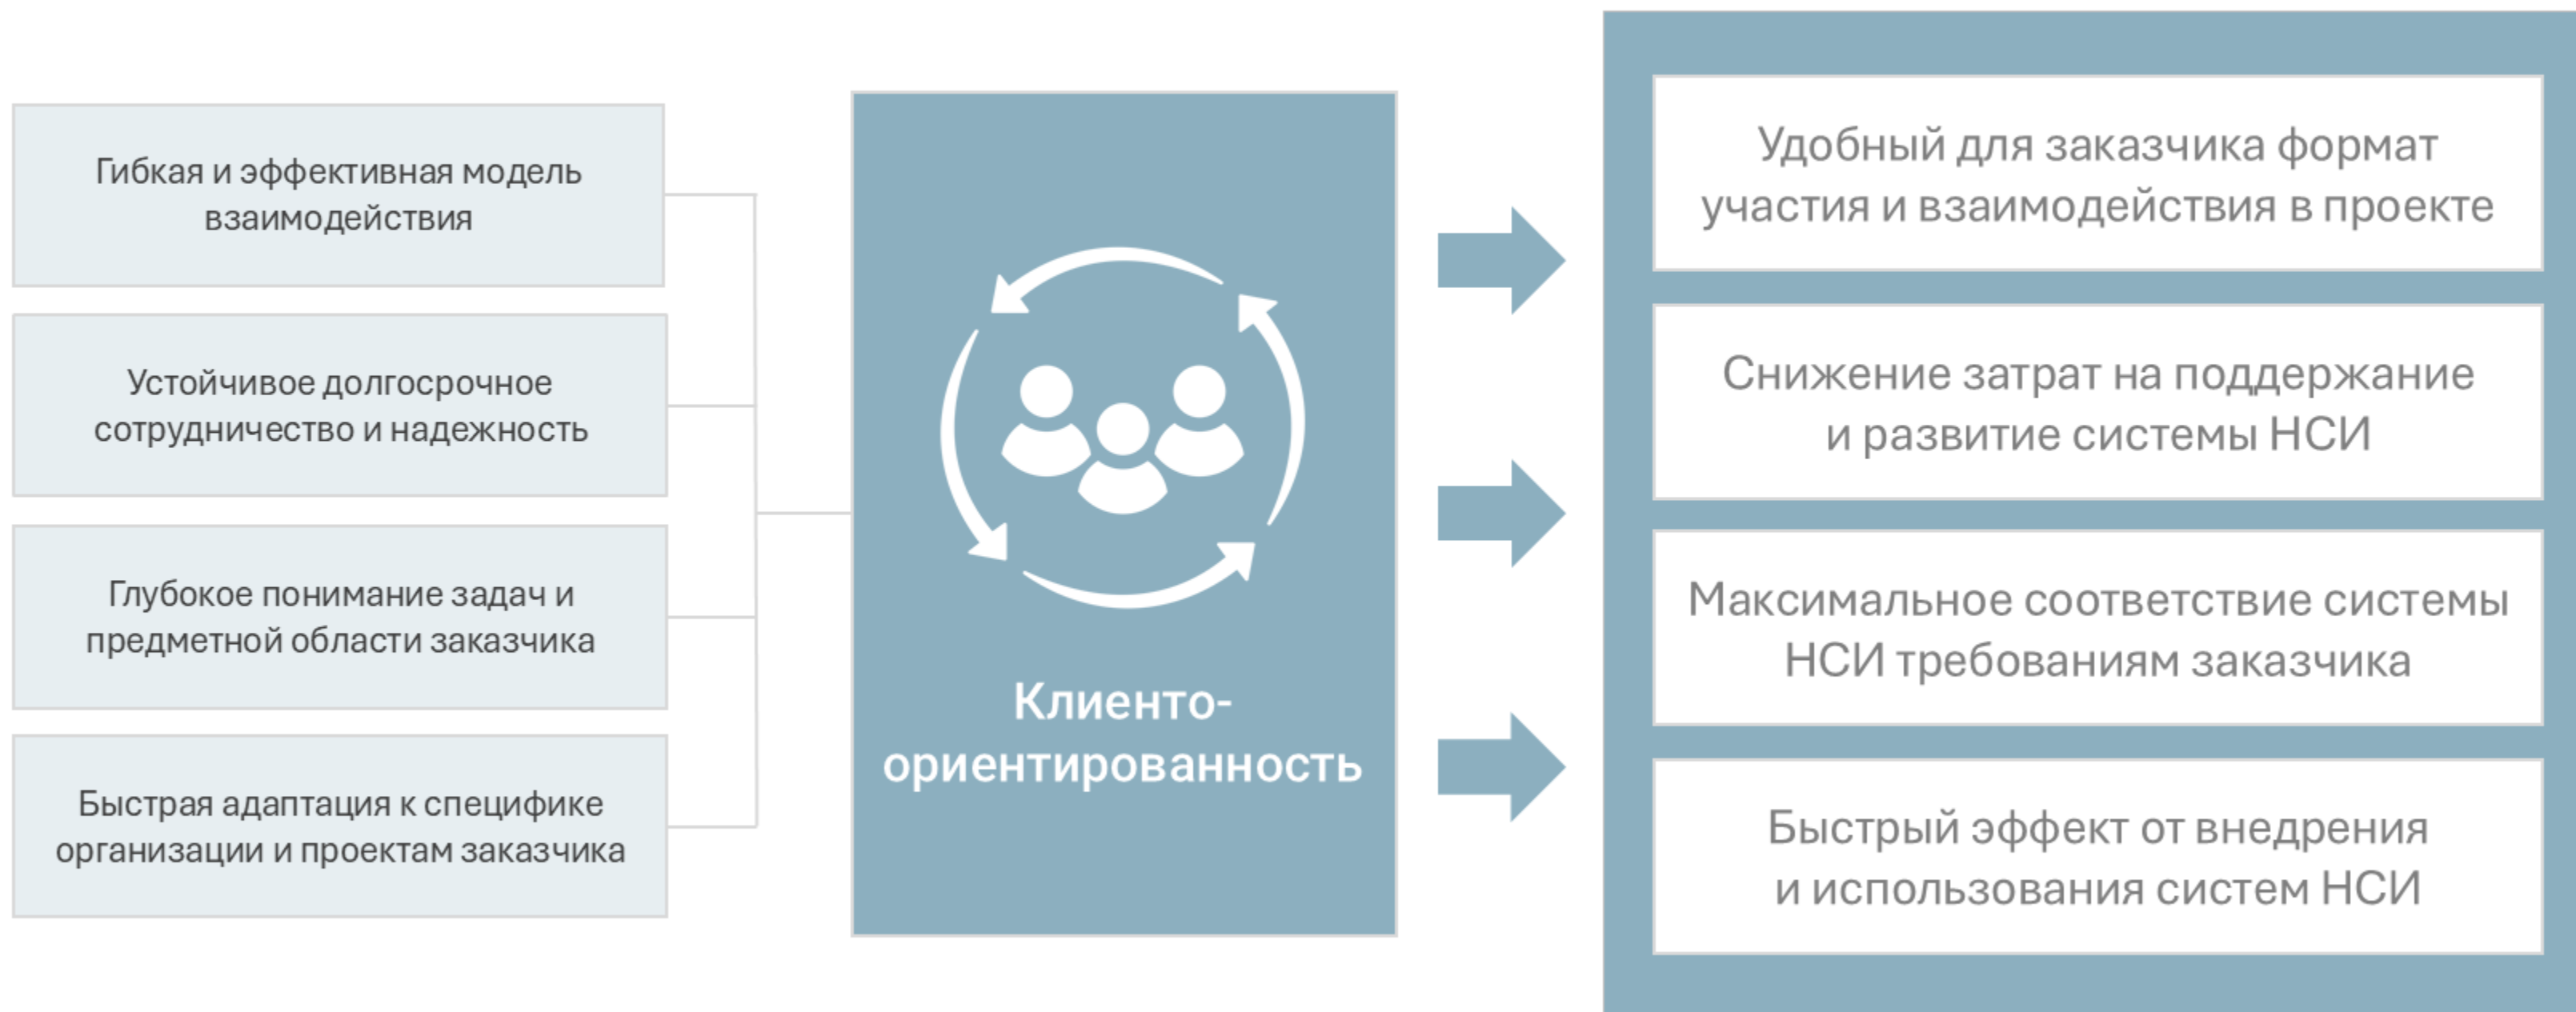 Гибкая и эффективная модель
взаимодействия
Устойчивое долгосрочное
сотрудничество и надежность
Глубокое понимание задач и
предметной области заказчика
Быстрая адаптация к специфике
организации и проектам заказчика
Клиенто-
ориентированность
Удобный для заказчика формат
участия и взаимодействия в проекте
Снижение затрат на поддержание
и развитие системы НСИ
Максимальное соответствие системы
НСИ требованиям заказчика
Быстрый эффект от внедрения
и использования систем НСИ